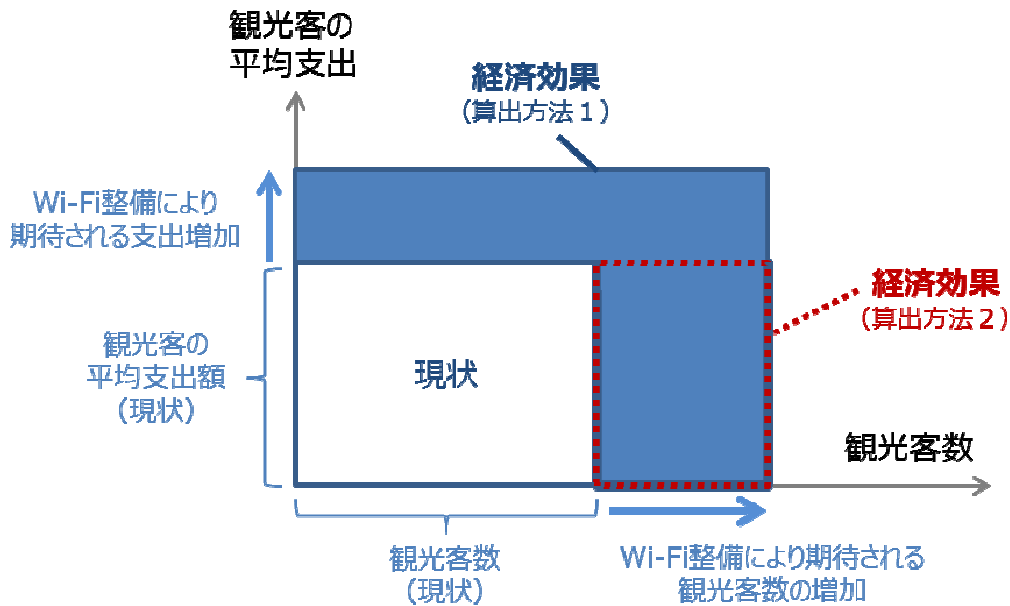 観光客の
平均支出
経済効果
（算出方法１）
Wi-Fi整備により
期待される支出増加
経済効果
（算出方法２）
観光客の
平均支出額
（現状）
現状
観光客数
観光客数
（現状）
Wi-Fi整備により期待される
観光客数の増加